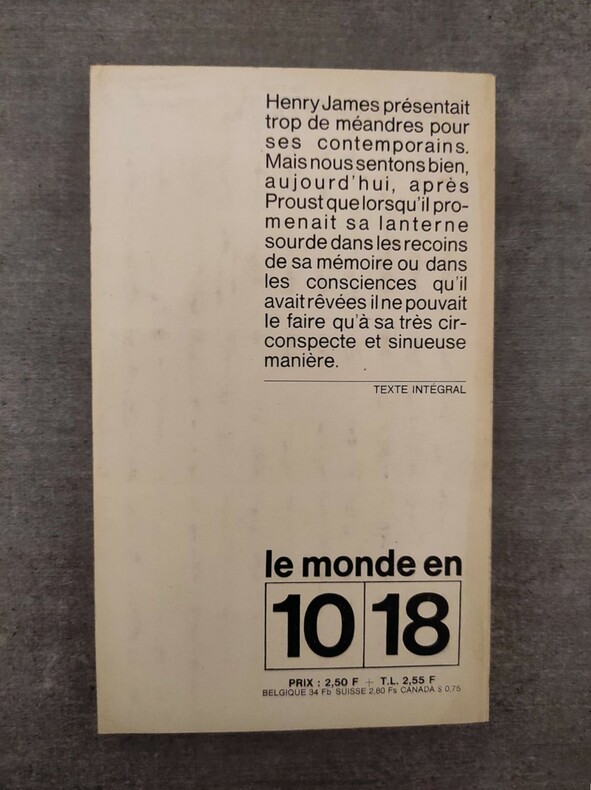 Henry James présentait
trop de méandres pour
ses contemporains.
Mais nous sentons bien,
aujourd'hui, après
Proust que lorsqu'il pro-
menait sa lanterne
sourde dans les recoins
de sa mémoire ou dans
les consciences qu'il
avait rêvées il ne pouvait
le faire qu'à sa très cir-
conspecte et sinueuse
manière.
TEXTE INTÉGRAL
le monde en
10 18
PRIX : 2,50 F + T.L. 2,55 F
BELGIQUE 34 Fb SUISSE 2,80 Fs CANADA $ 0,75